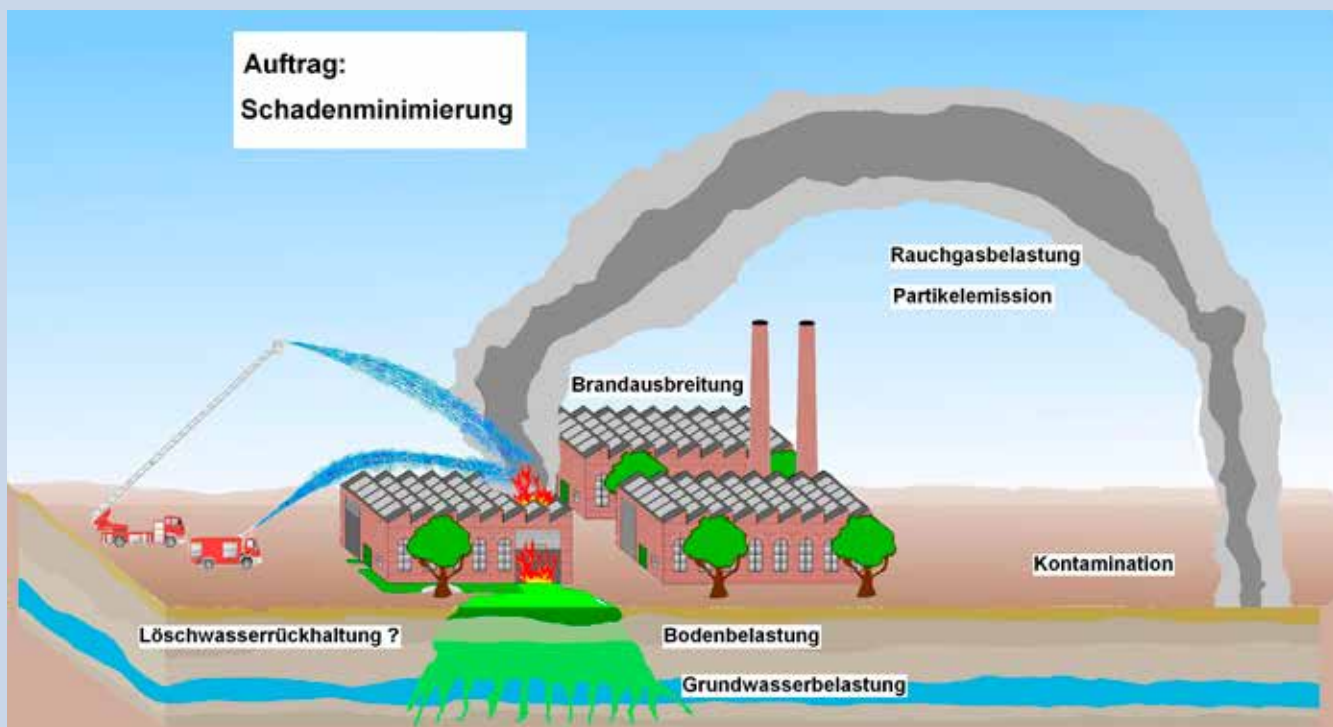 Auftrag:
Schadenminimierung
Rauchgasbelastung
Partikelemission
Brandausbreitung
Kontamination
Löschwasserrückhaltung ?
Bodenbelastung
Grundwasserbelastung